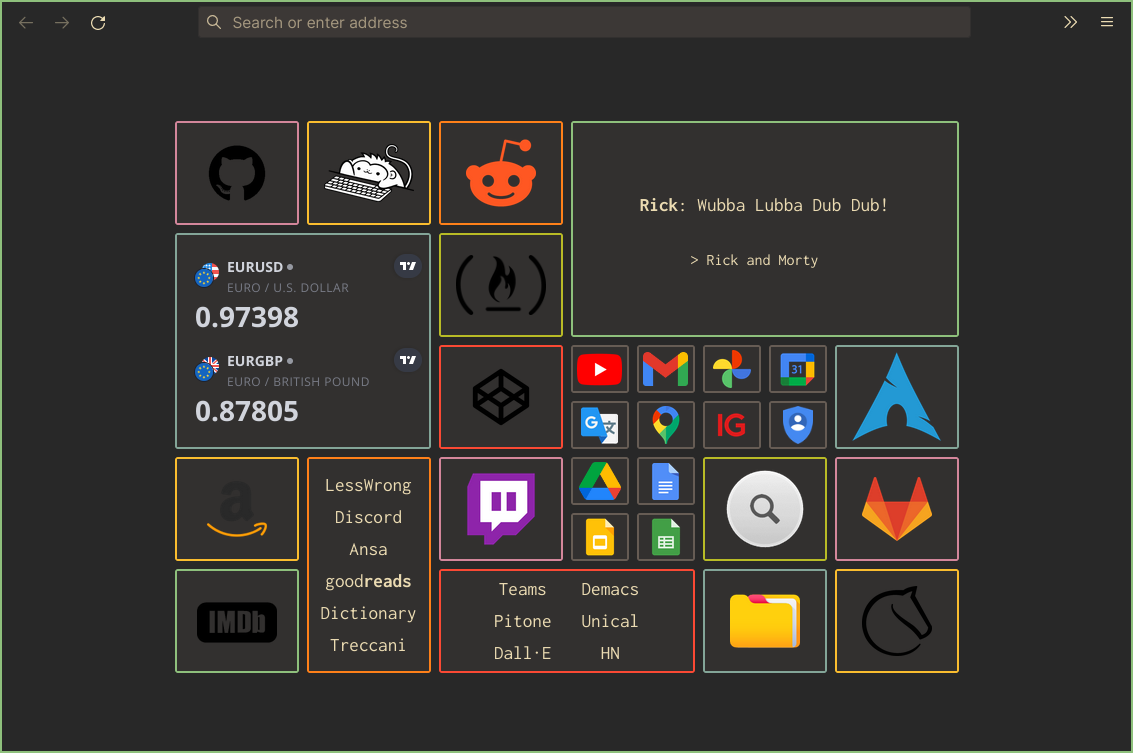 Search or enter address
Rick: Wubba Lubba Dub Dub!
> Rick and Morty
EURUSD
EURO / U.S. DOLLAR
0.97398
EURGBP
EURO / BRITISH POUND
0.87805
31
G 文
IG
a
LessWrong
Discord
Ansa
goodreads
Dictionary
Treccani
IMDb
Teams
Demacs
Pitone
Unical
Dall·E
HN